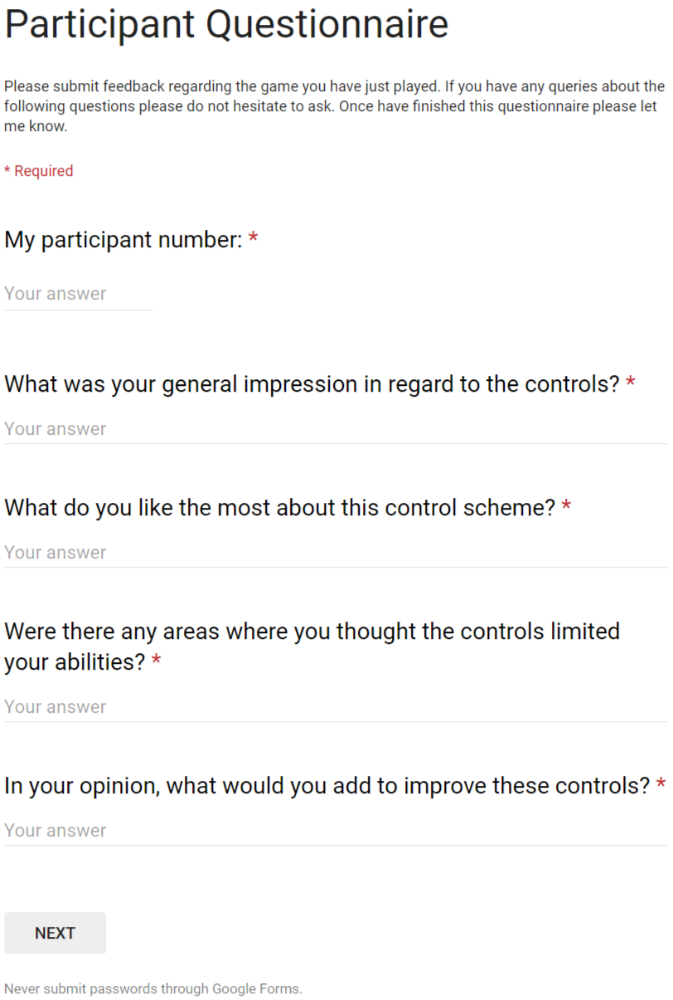 Participant Questionnaire
Please submit feedback regarding the game you have just played. If you have any queries about the
following questions please do not hesitate to ask. Once have finished this questionnaire please let
me know.
* Required
My participant number: *
Your answer
What was your general impression in regard to the controls? *
Your answer
What do you like the most about this control scheme? *
Your answer
Were there any areas where you thought the controls limited
your abilities? *
Your answer
In your opinion, what would you add to improve these controls? *
Your answer
NEXT
Never submit passwords through Google Forms.